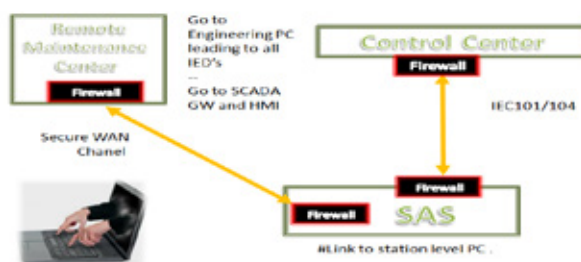 Remote
Maintenance
Center
Firewall
Go to
Engineering PC
leading to all
IED's
...
Go to SCADA
GW and HMI
Control Center
Firewall
IEC101/104
Secure WAN
Chanel
Firewall
Firewall
SAS
#Link to station level PC .